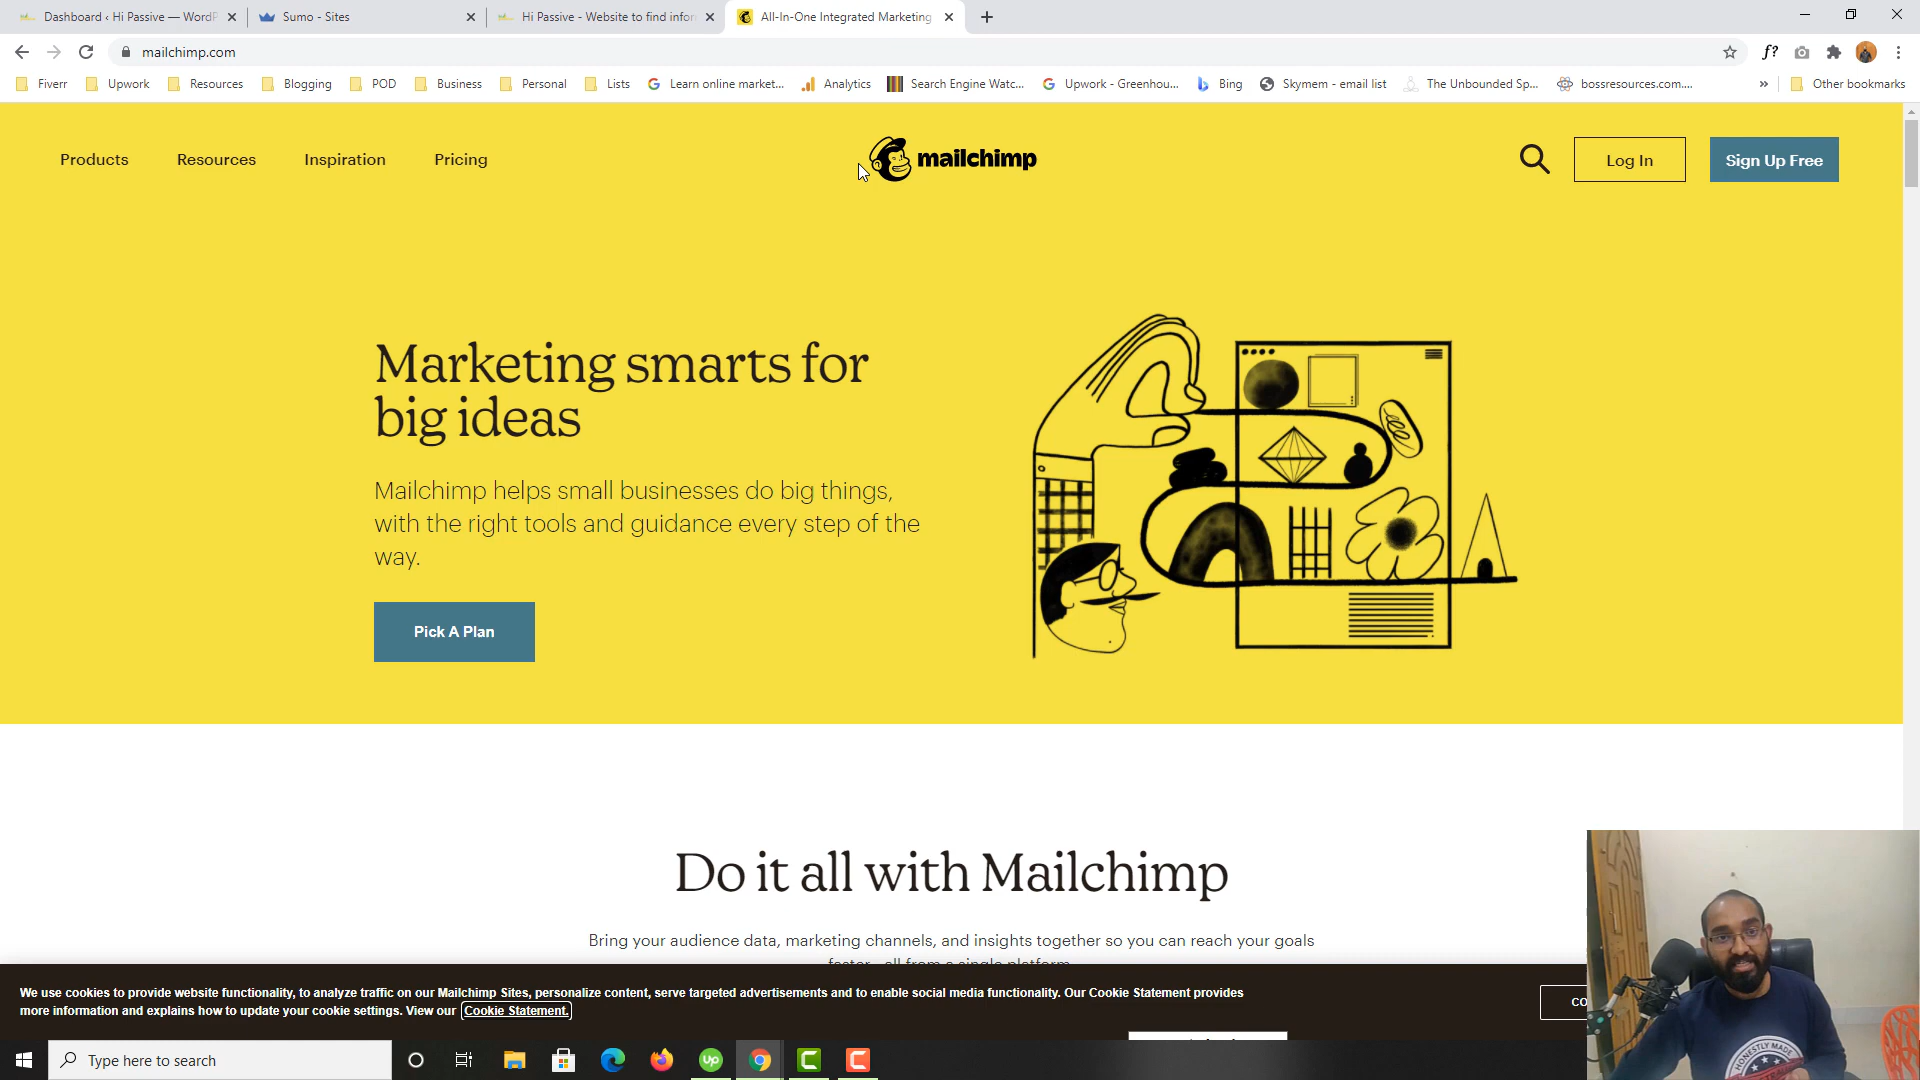 Dashboard ‹ Hi Passive — WordP
Sumo - Sites
Hi Passive - Website to find infor
All-In-One Integrated Marketing
mailchimp.com
Fiverr
Upwork
Resources
Blogging
POD
Business
Personal
Lists
Learn online market...
Analytics
Search Engine Watc...
Upwork - Greenhou...
Bing
Skymem - email list
The Unbounded Sp...
bossresources.com....
Other bookmarks
Products
Resources
Inspiration
Pricing
mailchimp
Log In
Sign Up Free
Marketing smarts for
big ideas
Mailchimp helps small businesses do big things,
with the right tools and guidance every step of the
way.
Pick A Plan
Do it all with Mailchimp
Bring your audience data, marketing channels, and insights together so you can reach your goals
faster—all from a single platform.
We use cookies to provide website functionality, to analyze traffic on our Mailchimp Sites, personalize content, serve targeted advertisements and to enable social media functionality. Our Cookie Statement provides
more information and explains how to update your cookie settings. View our Cookie Statement.
CO
Type here to search
up
HONESTLY MADE